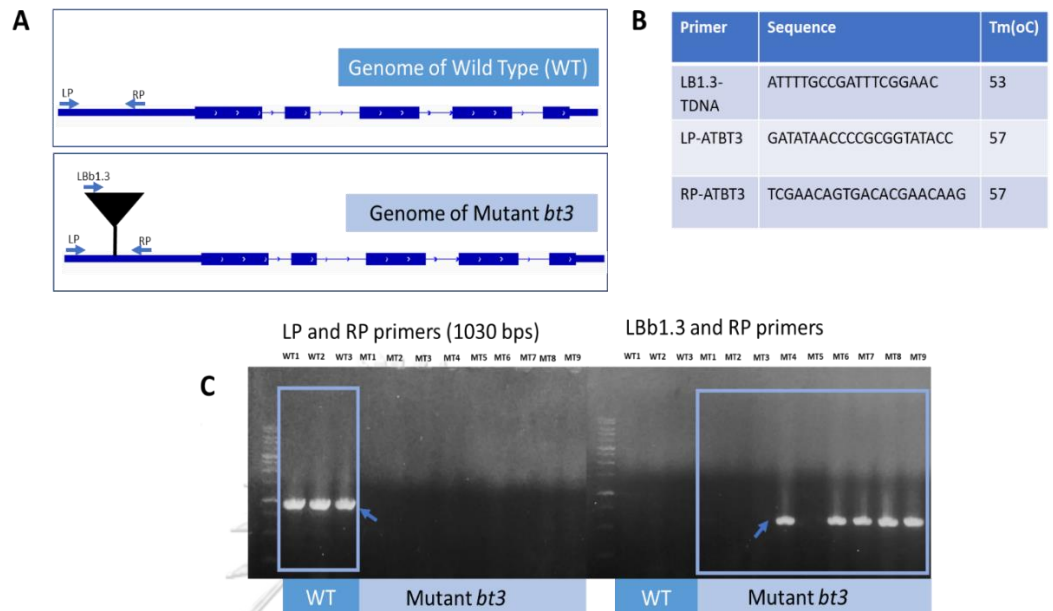 A
Genome of Wild Type (WT)
LP
RP
LBb1.3
Genome of Mutant bt3
LP
RP
B
Primer Sequence Tm(oC)
LB1.3-
TDNA ATTTTGCCGATTTCGGAAC 53
LP-ATBT3 GATATAACCCCGCGGTATACC 57
RP-ATBT3 TCGAACAGTGACACGAACAAG 57
LP and RP primers (1030 bps)
LBb1.3 and RP primers
WT1 WT2 WT3 MT1 MT2 MT3 MT4 MT5 MT6 MT7 MT8 MT9
WT1 WT2 WT3 MT1 MT2 MT3 MT4 MT5 MT6 MT7 MT8 MT9
C
WT
Mutant bt3
WT
Mutant bt3